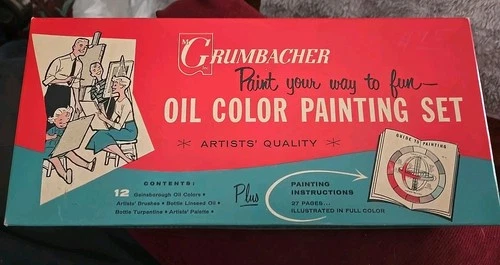 M. GRUMBACHER
Paint your way to fun—
OIL COLOR PAINTING SET
* ARTISTS' QUALITY *
CONTENTS:
12 Gainsborough Oil Colors •
Artists' Brushes • Bottle Linseed Oil •
Bottle Turpentine • Artists' Palette •
Plus
PAINTING
INSTRUCTIONS
27 PAGES...
ILLUSTRATED IN FULL COLOR
GUIDE TO PAINTING